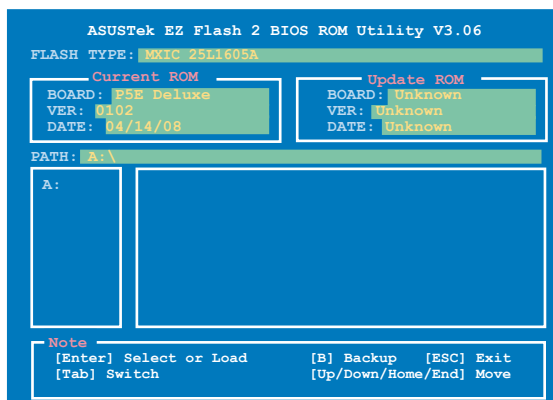 ASUSTek EZ Flash 2 BIOS ROM Utility V3.06
FLASH TYPE: MXIC 25L1605A
Current ROM
BOARD: P5E Deluxe
VER: 0102
DATE: 04/14/08
Update ROM
BOARD: Unknown
VER: Unknown
DATE: Unknown
PATH: A:\
A:
Note
[Enter] Select or Load [B] Backup [ESC] Exit
[Tab] Switch [Up/Down/Home/End] Move